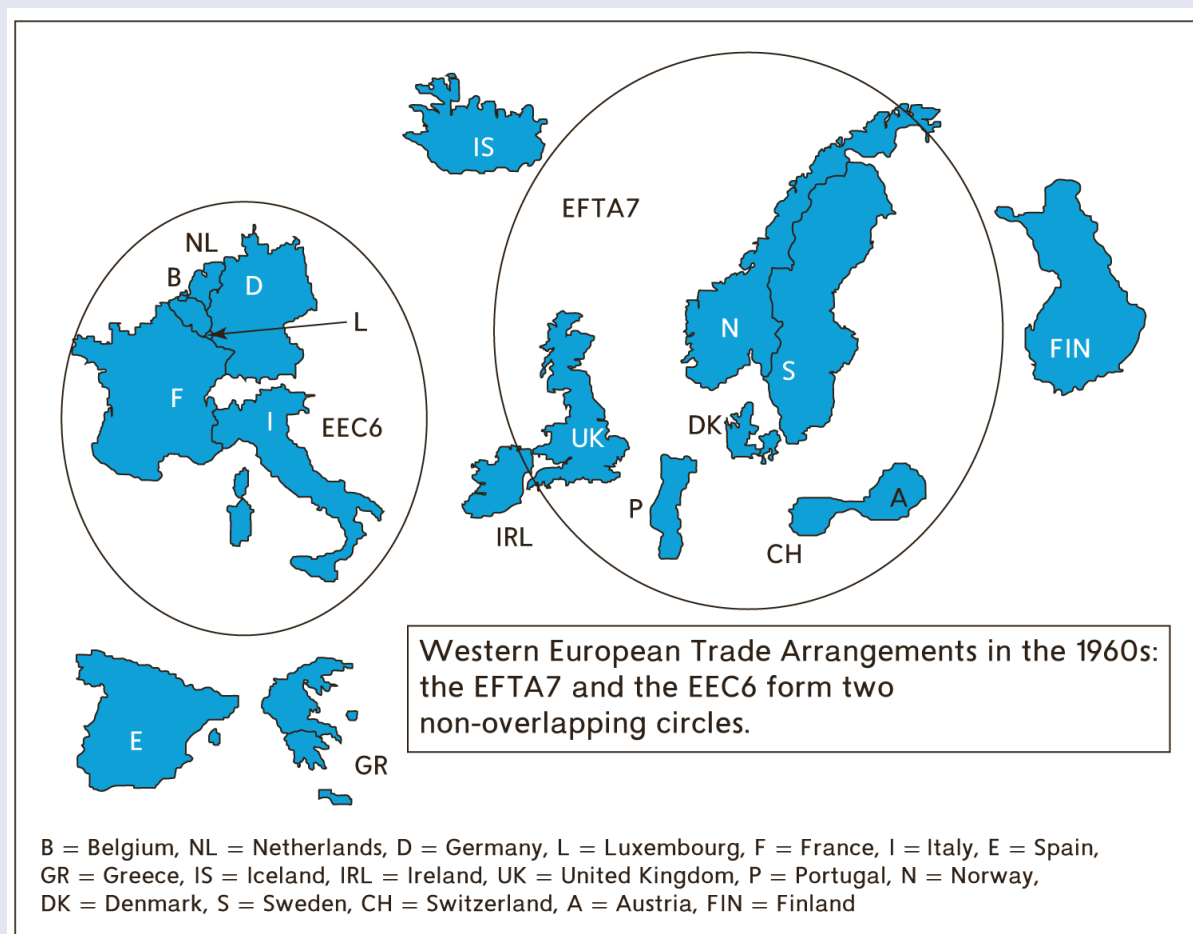 IS
EFTA7
NL
B
D
L
N
FIN
S
F
I
EEC6
DK
UK
A
P
IRL
CH
Western European Trade Arrangements in the 1960s:
the EFTA7 and the EEC6 form two
non-overlapping circles.
E
GR
B = Belgium, NL = Netherlands, D = Germany, L = Luxembourg, F = France, I = Italy, E = Spain,
GR = Greece, IS = Iceland, IRL = Ireland, UK = United Kingdom, P = Portugal, N = Norway,
DK = Denmark, S = Sweden, CH = Switzerland, A = Austria, FIN = Finland